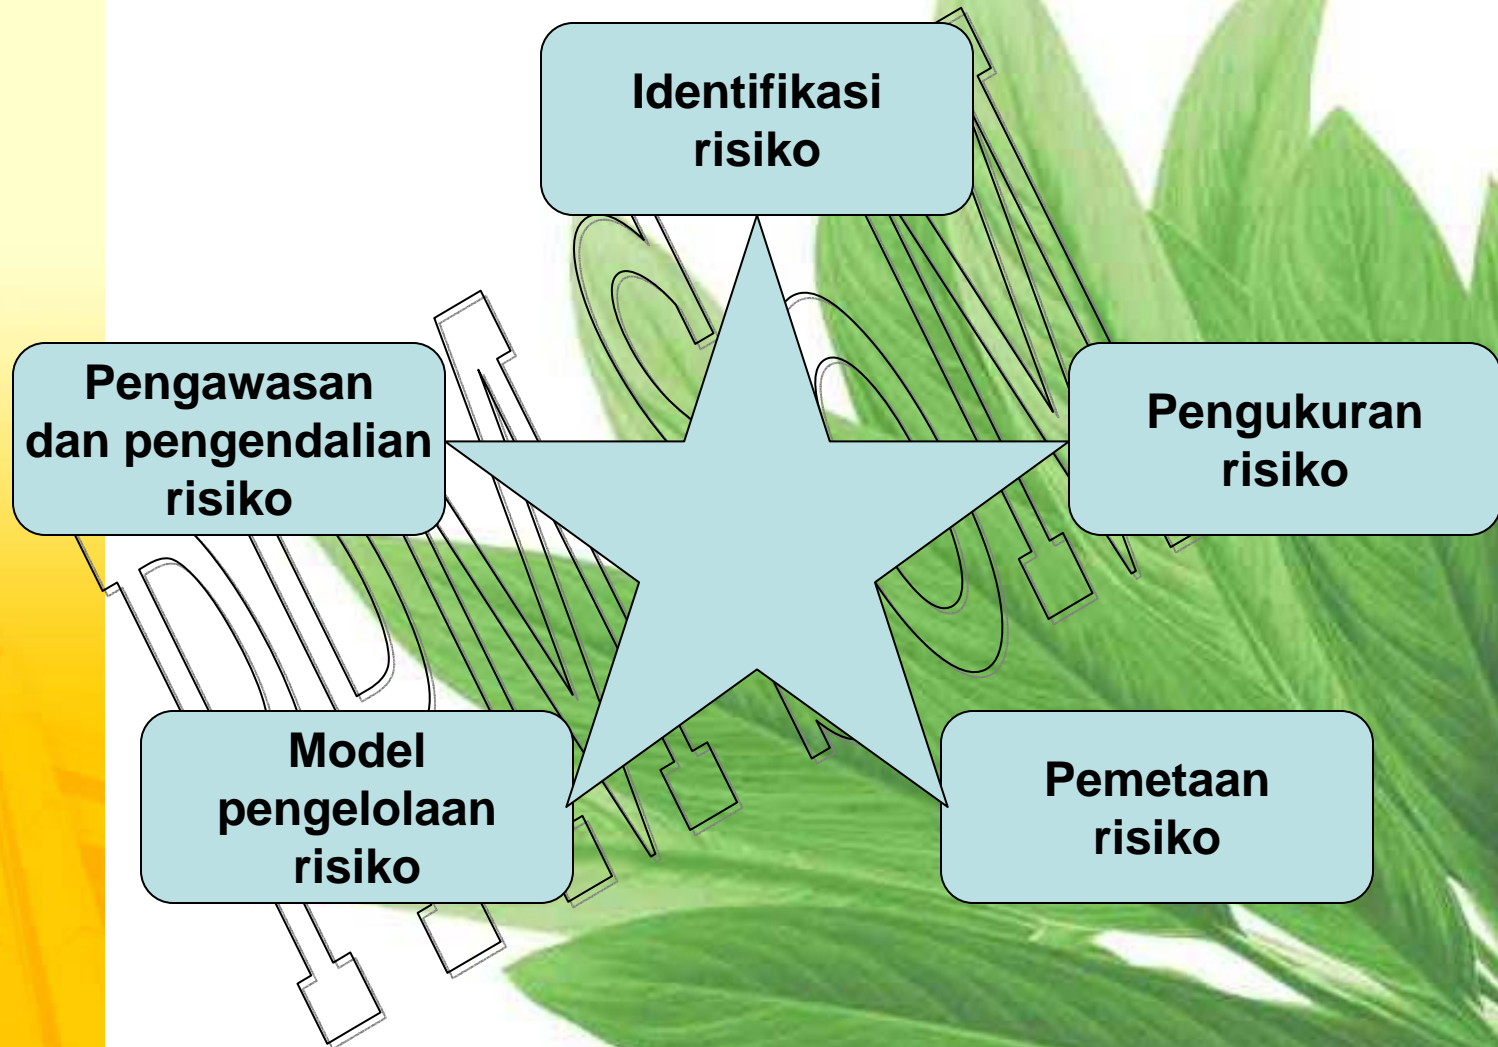 Identifikasi
risiko
Pengukuran
risiko
Pemetaan
risiko
Model
pengelolaan
risiko
Pengawasan
dan pengendalian
risiko